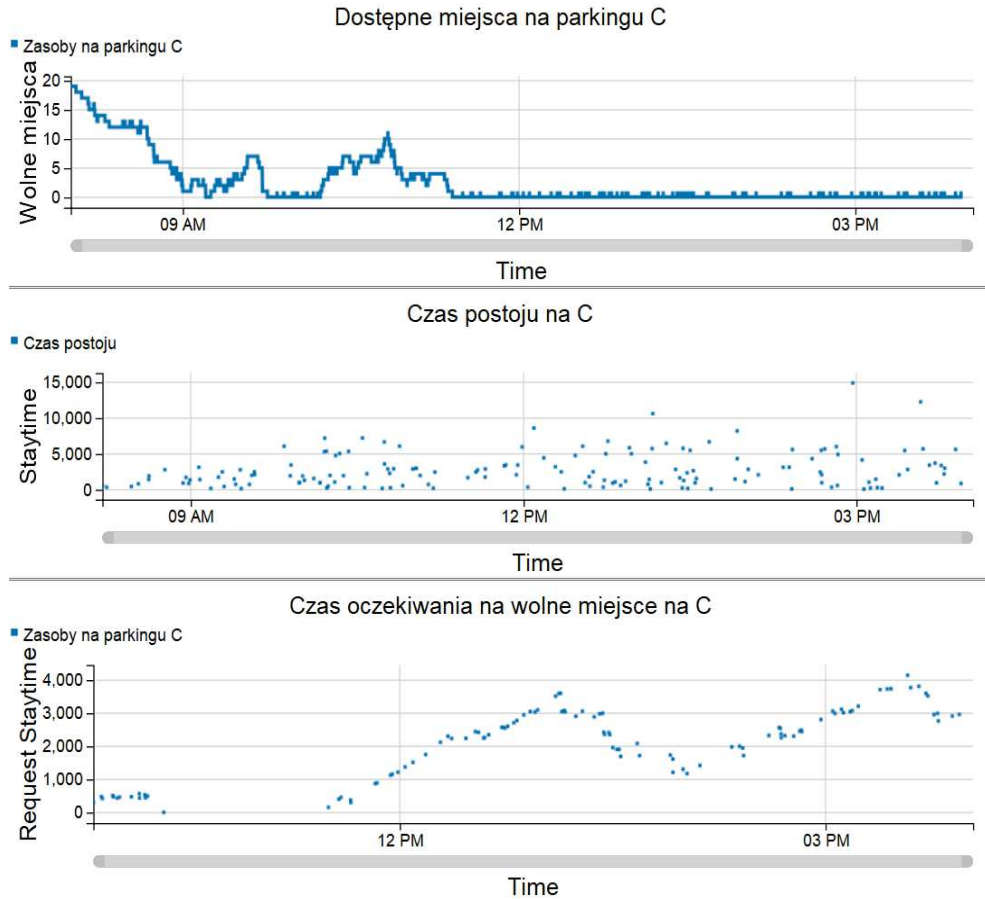 Dostępne miejsca na parkingu C
Zasoby na parkingu C
Wolne miejsca
20
15
10
5
0
09 AM 12 PM 03 PM
Time
Czas postoju na C
Czas postoju
Staytime
15,000
10,000
5,000
0
09 AM 12 PM 03 PM
Time
Czas oczekiwania na wolne miejsce na C
Zasoby na parkingu C
Request Staytime
4,000
3,000
2,000
1,000
0
12 PM 03 PM
Time